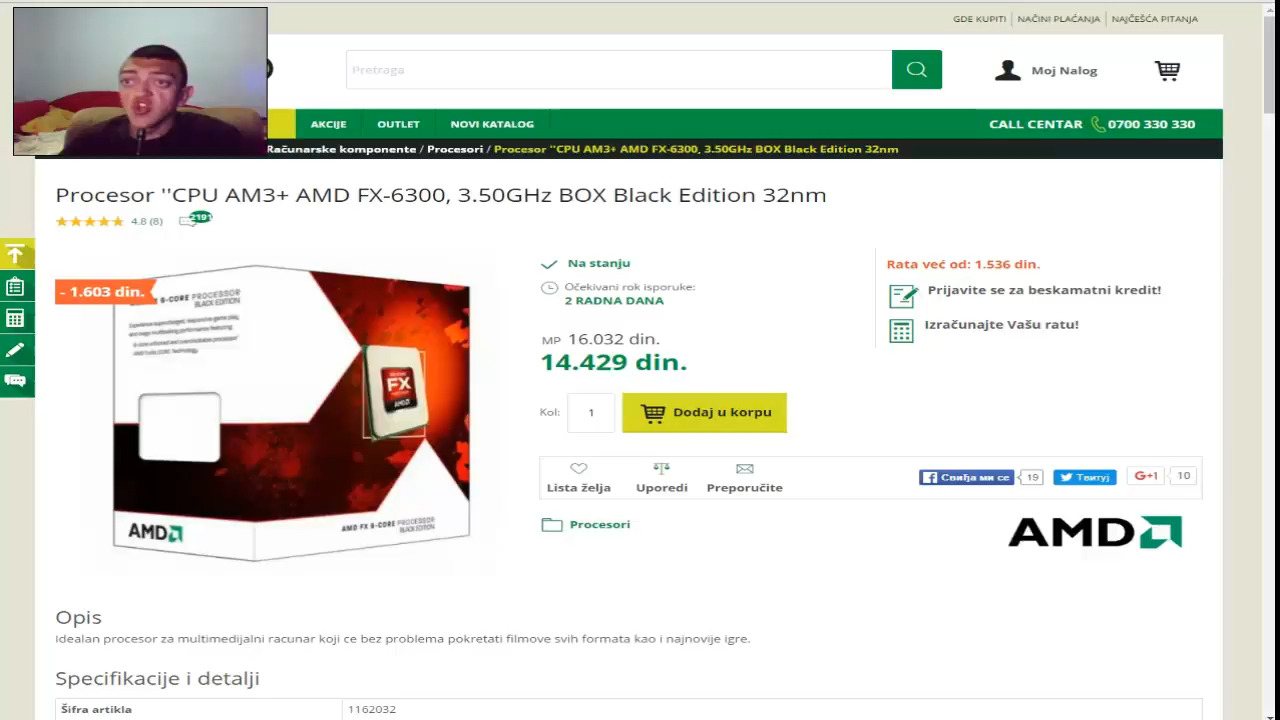 GDE KUPITI
NAČINI PLAĆANJA
NAJČEŠĆA PITANJA
Pretraga
Moj Nalog
AKCIJE
OUTLET
NOVI KATALOG
CALL CENTAR 0700 330 330
Računarske komponente / Procesori / Procesor ''CPU AM3+ AMD FX-6300, 3.50GHz BOX Black Edition 32nm
Procesor ''CPU AM3+ AMD FX-6300, 3.50GHz BOX Black Edition 32nm
4.8 (8)
2191
- 1.603 din.
6-CORE PROCESSOR
BLACK EDITION
FX
AMD
AMD
AMD FX 6-CORE PROCESSOR
BLACK EDITION
Na stanju
Očekivani rok isporuke:
2 RADNA DANA
MP 16.032 din.
14.429 din.
Kol: 1
Dodaj u korpu
Rata već od: 1.536 din.
Prijavite se za beskamatni kredit!
Izračunajte Vašu ratu!
Lista želja
Uporedi
Preporučite
Свиђа ми се
19
Твитуј
G+1
10
Procesori
AMD
Opis
Idealan procesor za multimedijalni racunar koji ce bez problema pokretati filmove svih formata kao i najnovije igre.
Specifikacije i detalji
Šifra artikla 1162032